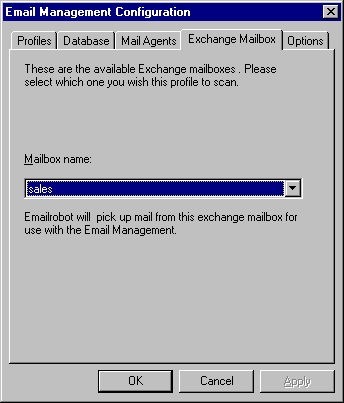 Email Management Configuration
Profiles Database Mail Agents Exchange Mailbox Options
These are the available Exchange mailboxes . Please
select which one you wish this profile to scan.
Mailbox name:
sales
Emailrobot will pick up mail from this exchange mailbox for
use with the Email Management.
OK Cancel Apply